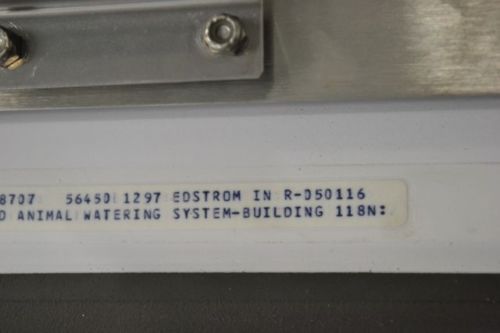 8707 56450 1297 EDSTROM IN R-D50116
D ANIMAL WATERING SYSTEM-BUILDING 118N: